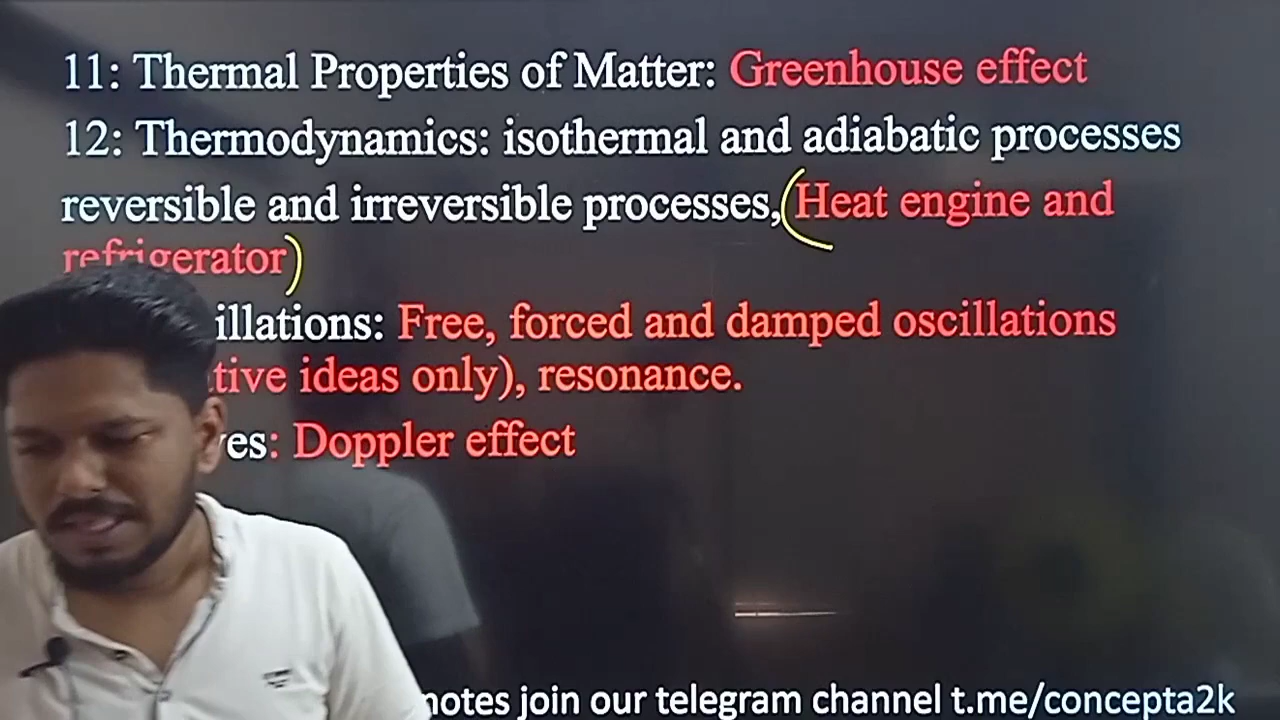 11: Thermal Properties of Matter: Greenhouse effect
12: Thermodynamics: isothermal and adiabatic processes
reversible and irreversible processes,(Heat engine and
refrigerator)
illations: Free, forced and damped oscillations
tive ideas only), resonance.
es: Doppler effect
notes join our telegram channel t.me/concepta2k